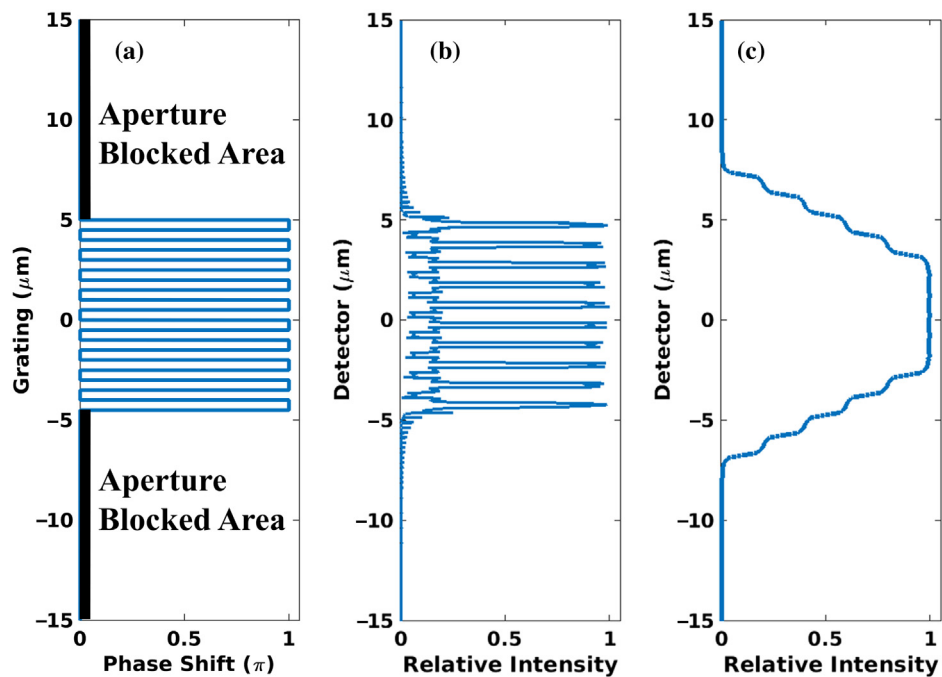 15
10
5
0
−5
−10
−15
Grating (μm)
(a)
Aperture
Blocked Area
Aperture
Blocked Area
0
0.5
1
Phase Shift (π)
15
10
5
0
−5
−10
−15
Detector (μm)
(b)
0
0.5
1
Relative Intensity
15
10
5
0
−5
−10
−15
Detector (μm)
(c)
0
0.5
1
Relative Intensity